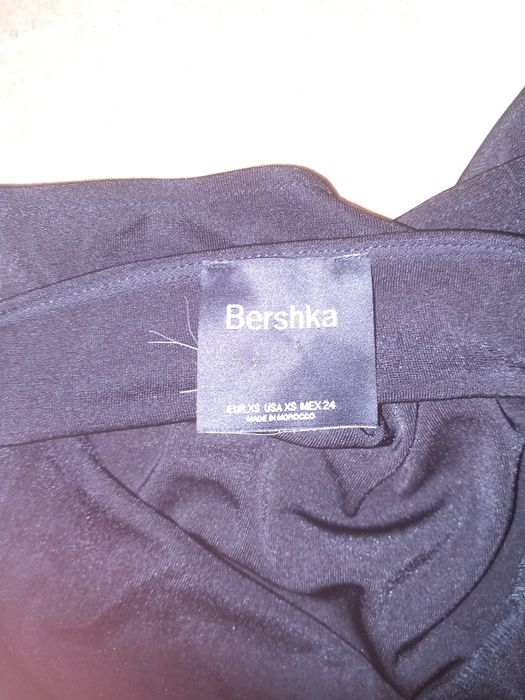 Bershka
EUR XS USA XS MEX 24
MADE IN MOROCCO